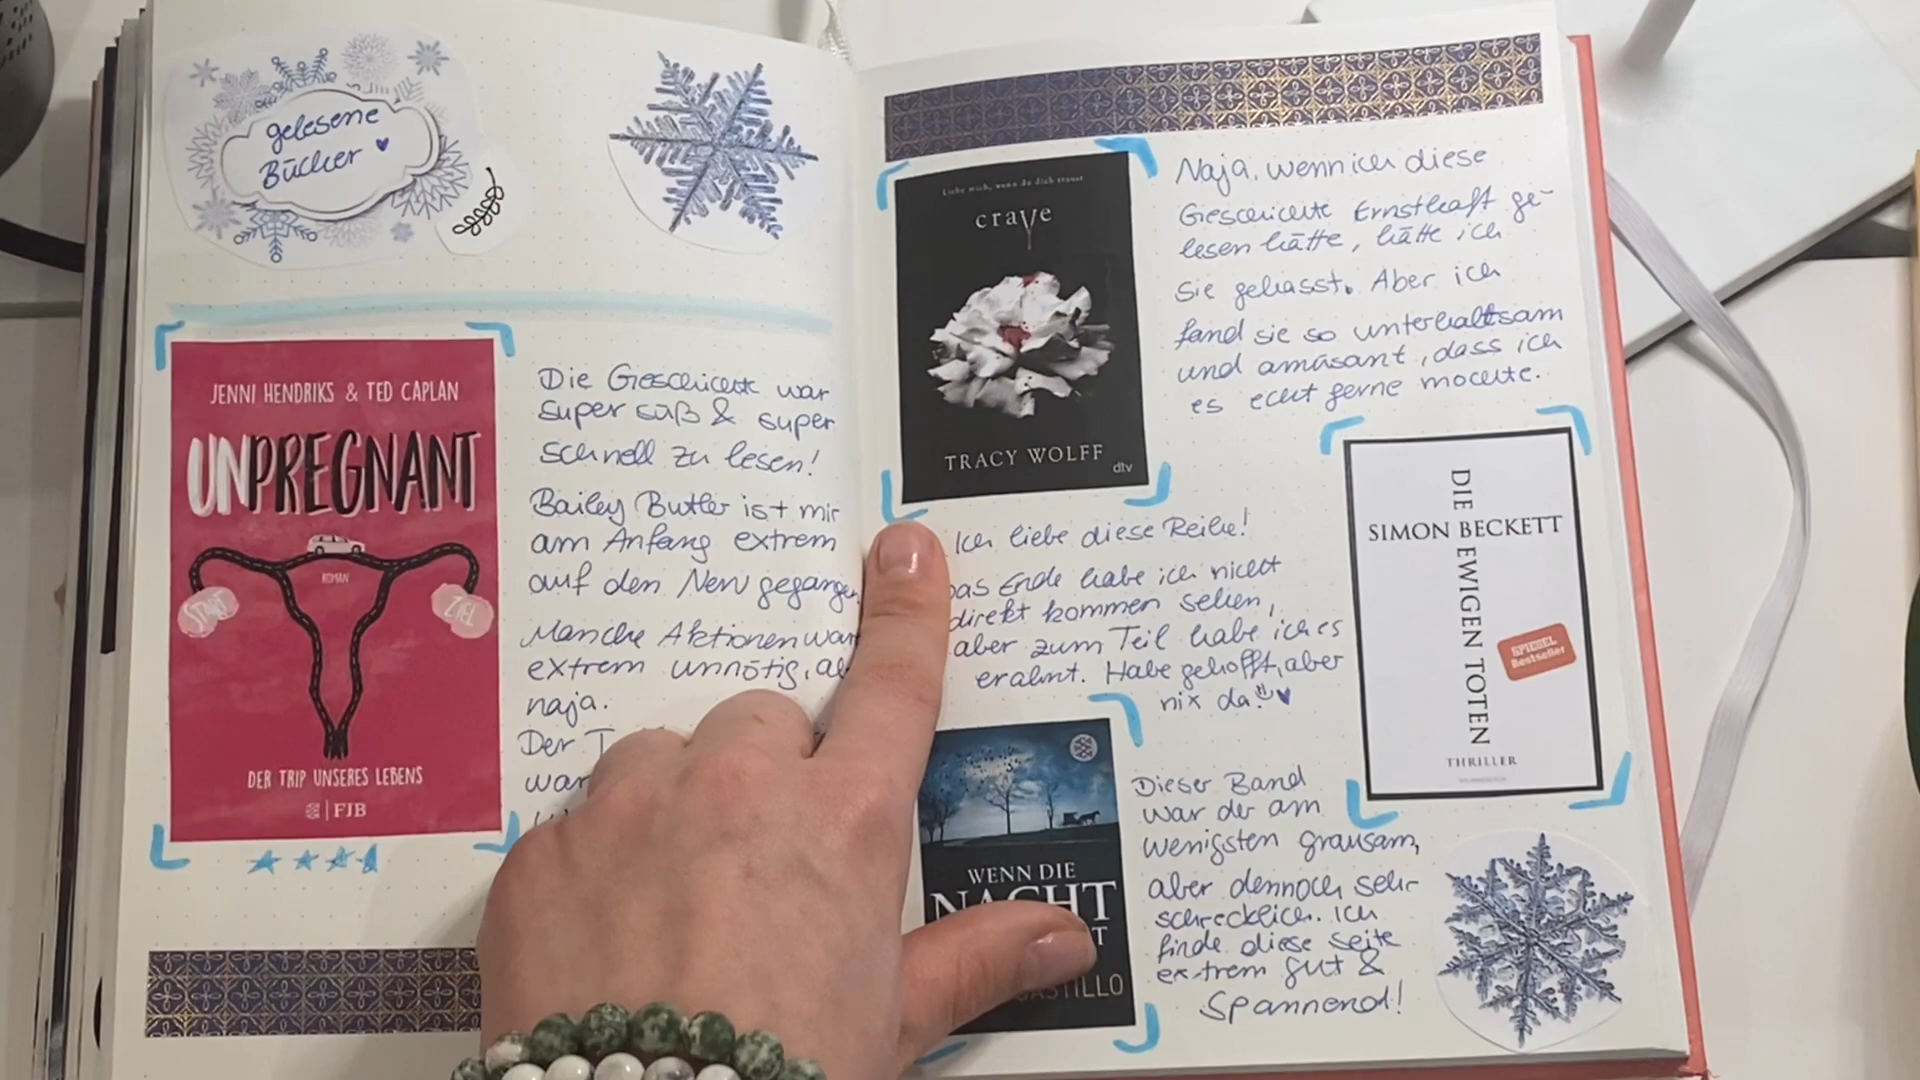 gelesene
Bücher
JENNI HENDRIKS & TED CAPLAN
UNPREGNANT
ROMAN
START
ZIEL
DER TRIP UNSERES LEBENS
FJB
Die Geschichte war
super süß & super
schnell zu lesen!
Bailey Butler ist mir
am Anfang extrem
auf den Nerv gegangen
Manche Aktionen
extrem unnötig,
naja.
Der
war
Liebe mich, wenn du dich traust
crave
TRACY WOLFF
dtv
Naja, wenn ich diese
Geschichte Ernsthaft ge-
lesen hätte, hätte ich
sie gehasst. Aber ich
fand sie so unterhaltsam
und amüsant, dass ich
es echt gerne mochte.
Ich liebe diese Reihe!
Das Ende habe ich nicht
direkt kommen sehen,
aber zum Teil habe ich es
erahnt. Habe gehofft, aber
nix da!
DIE
SIMON BECKETT
EWIGEN TOTEN
SPIEGEL
Bestseller
THRILLER
WENN DIE
NACHT
CASTILLO
Dieser Band
war der am
wenigsten grausam,
aber dennoch sehr
schrecklich. Ich
finde diese Seite
extrem gut &
Spannend!